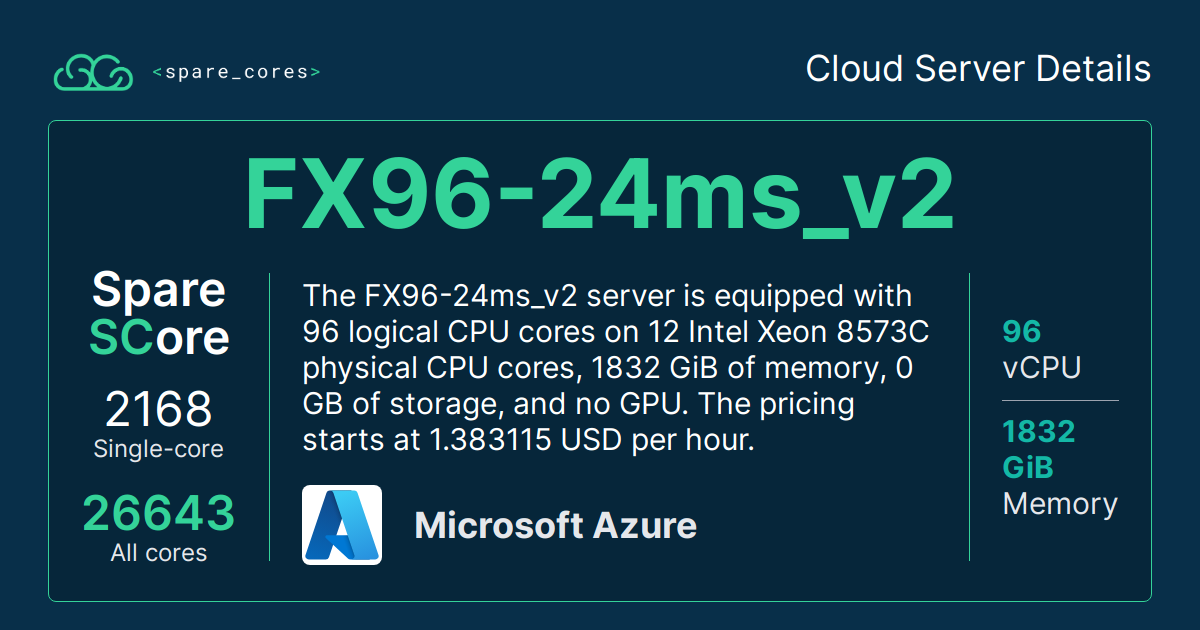 <spare_cores>
Cloud Server Details
FX96-24ms_v2
Spare
SCore
2168
Single-core
26643
All cores
The FX96-24ms_v2 server is equipped with
96 logical CPU cores on 12 Intel Xeon 8573C
physical CPU cores, 1832 GiB of memory, 0
GB of storage, and no GPU. The pricing
starts at 1.383115 USD per hour.
Microsoft Azure
96
vCPU
1832
GiB
Memory